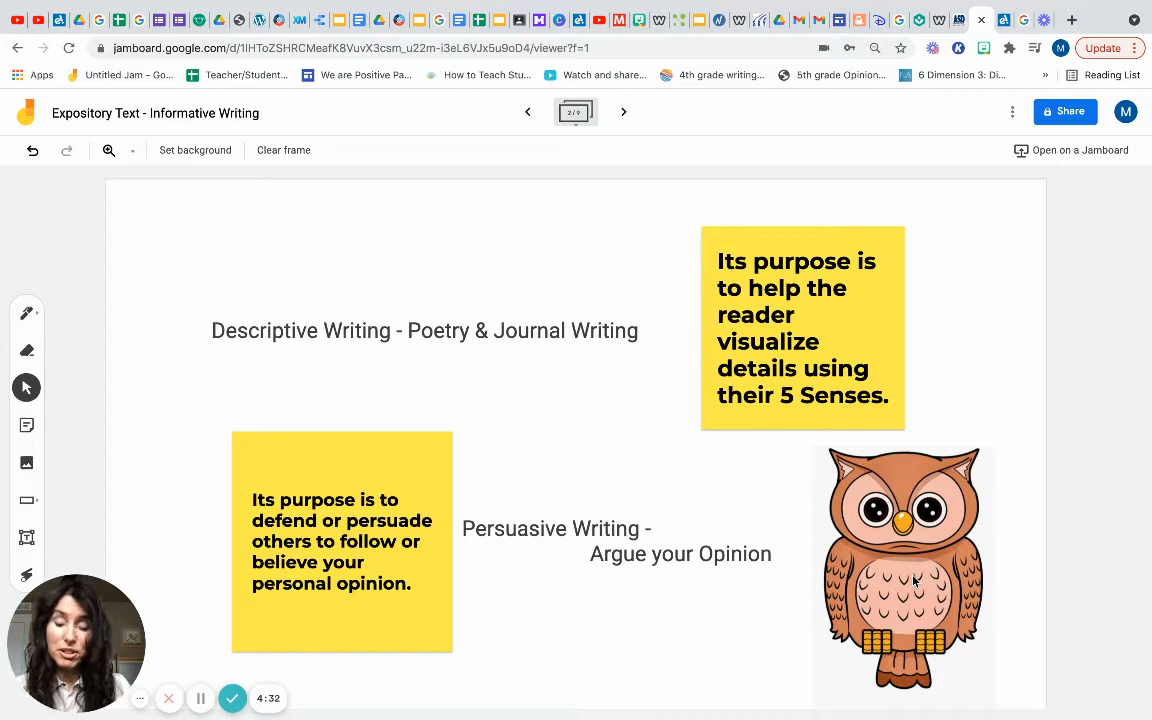 jamboard.google.com/d/1IHToZSHRCMeafK8VuvX3csm_u22m-i3eL6VJx5u9oD4/viewer?f=1
Update
Apps
Untitled Jam – Go...
Teacher/Student...
We are Positive Pa...
How to Teach Stu...
Watch and share...
4th grade writing...
5th grade Opinion...
6 Dimension 3: Di...
»
Reading List
Expository Text - Informative Writing
2 / 9
Share
M
Set background
Clear frame
Open on a Jamboard
Its purpose is
to help the
reader
visualize
details using
their 5 Senses.
Descriptive Writing - Poetry & Journal Writing
Its purpose is to
defend or persuade
others to follow or
believe your
personal opinion.
Persuasive Writing -
Argue your Opinion
4:32